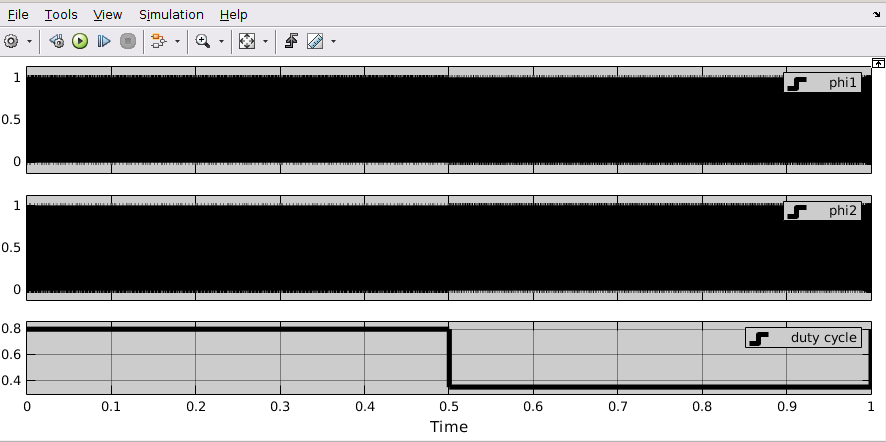 File Tools View Simulation Help
1
0.5
0
phi1
1
0.5
0
phi2
0.8
0.6
0.4
duty cycle
0 0.1 0.2 0.3 0.4 0.5 0.6 0.7 0.8 0.9 1
Time